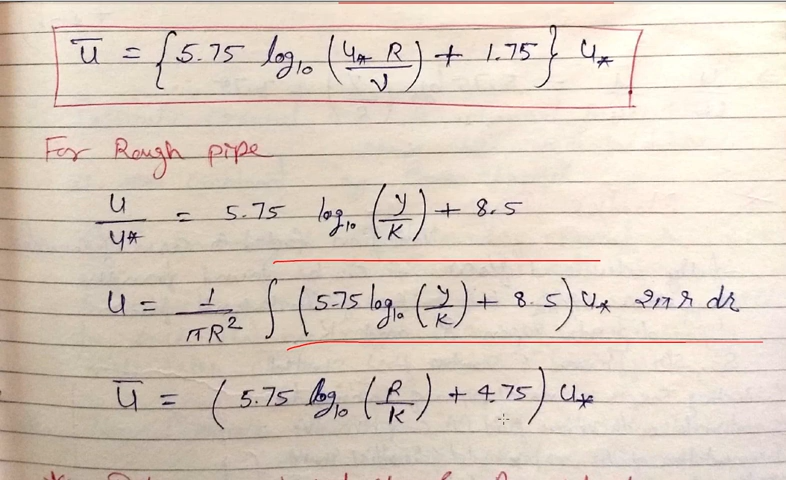 ū = {5.75 log₁₀ (u* R / ν) + 1.75} u*
For Rough pipe
u / u* = 5.75 log₁₀ (y / K) + 8.5
u = 1 / πR² ∫ (5.75 log₁₀ (y / K) + 8.5) u* 2πr dr
ū = (5.75 log₁₀ (R / K) + 4.75) u*